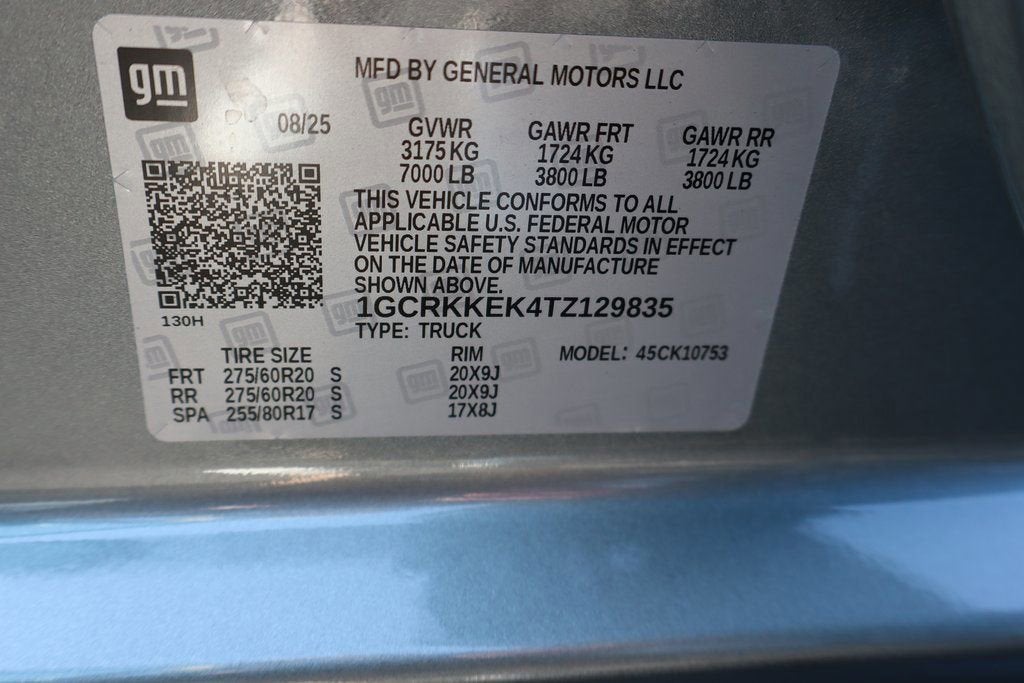 gm
MFD BY GENERAL MOTORS LLC
08/25
GVWR GAWR FRT GAWR RR
3175 KG 1724 KG 1724 KG
7000 LB 3800 LB 3800 LB
THIS VEHICLE CONFORMS TO ALL
APPLICABLE U.S. FEDERAL MOTOR
VEHICLE SAFETY STANDARDS IN EFFECT
ON THE DATE OF MANUFACTURE
SHOWN ABOVE.
1GCRKKEK4TZ129835
130H
TYPE: TRUCK
TIRE SIZE RIM MODEL: 45CK10753
FRT 275/60R20 S 20X9J
RR 275/60R20 S 20X9J
SPA 255/80R17 S 17X8J